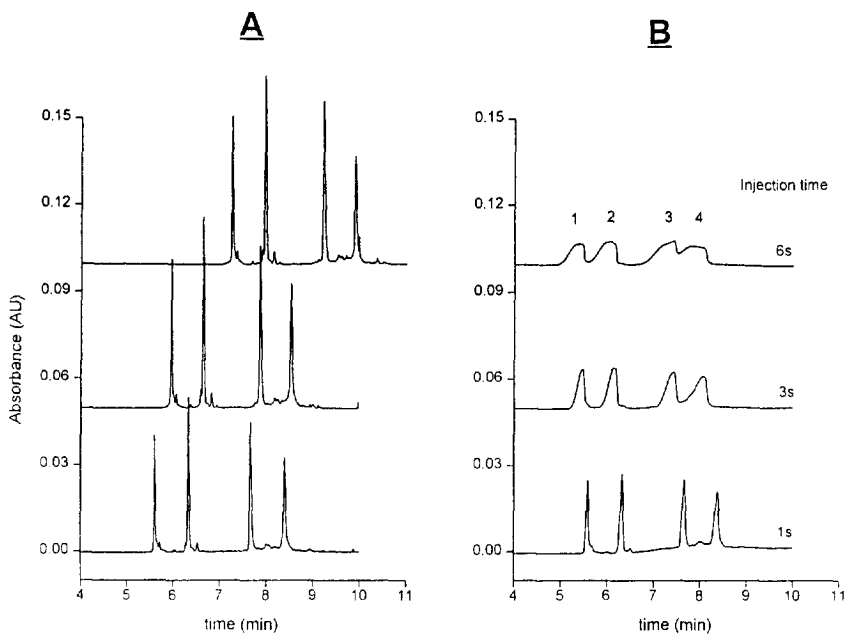 A
B
0.15
0.12
0.09
0.06
0.03
0.00
Absorbance (AU)
4 5 6 7 8 9 10 11
time (min)
0.15
0.12
0.09
0.06
0.03
0.00
Injection time
1 2 3 4
6s
3s
1s
4 5 6 7 8 9 10 11
time (min)